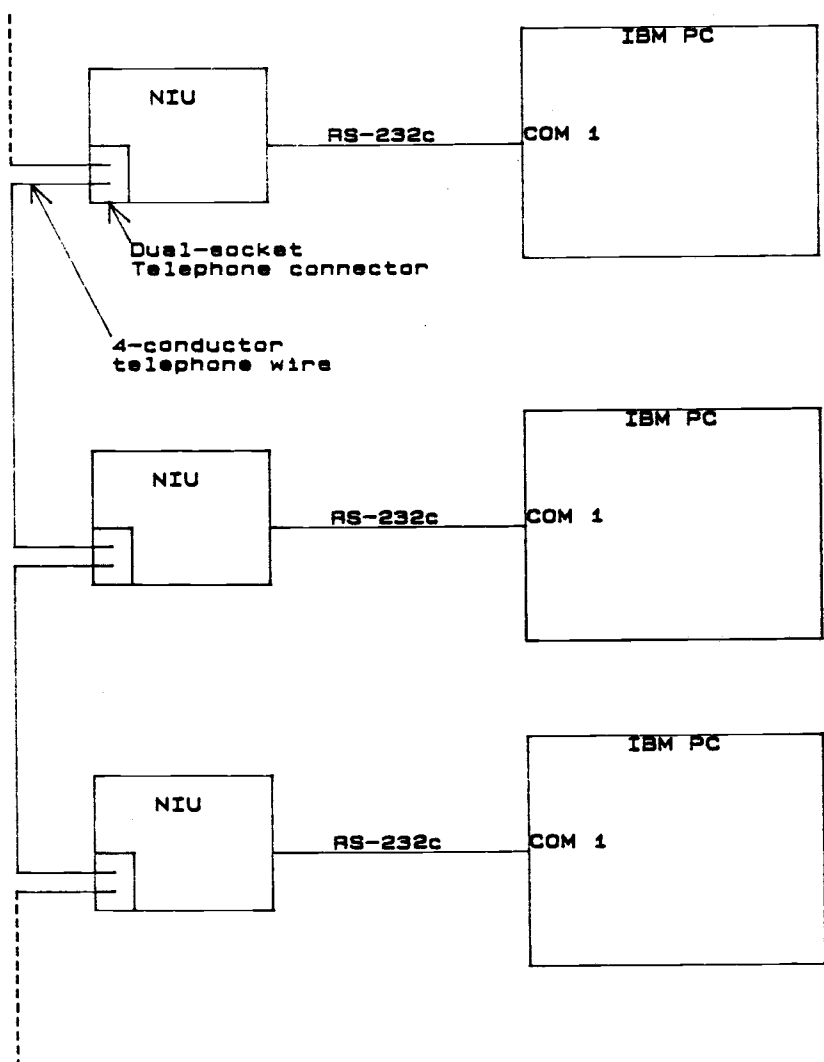 IBM PC
NIU
RS-232c
COM 1
Dual-socket
Telephone connector
4-conductor
telephone wire
IBM PC
NIU
RS-232c
COM 1
IBM PC
NIU
RS-232c
COM 1